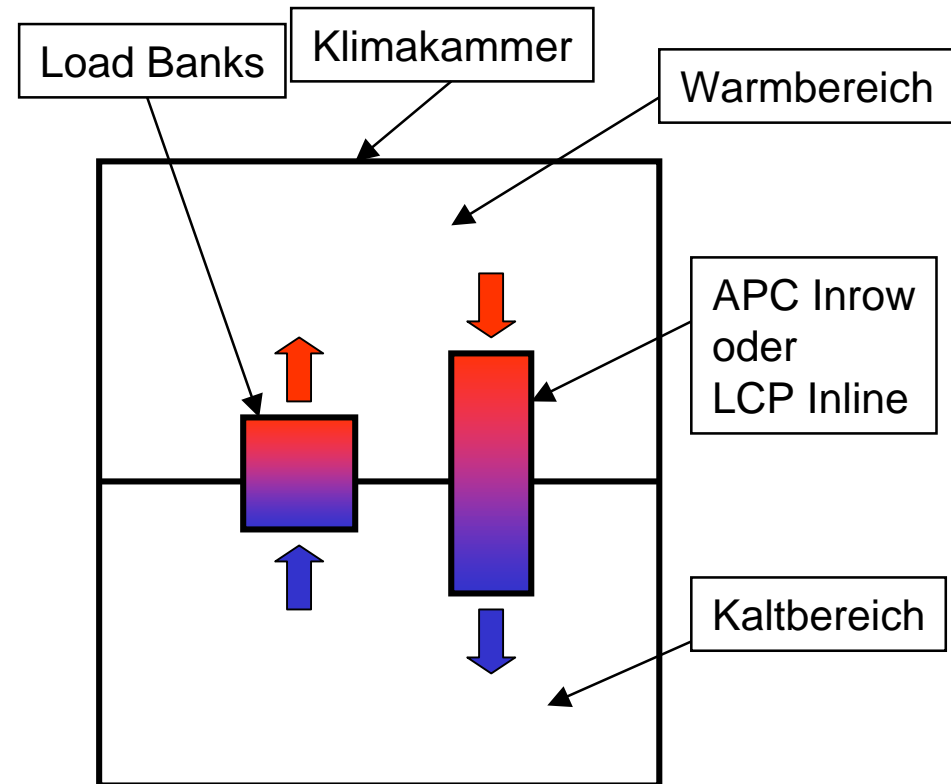 Load Banks
Klimakammer
Warmbereich
APC Inrow
oder
LCP Inline
Kaltbereich